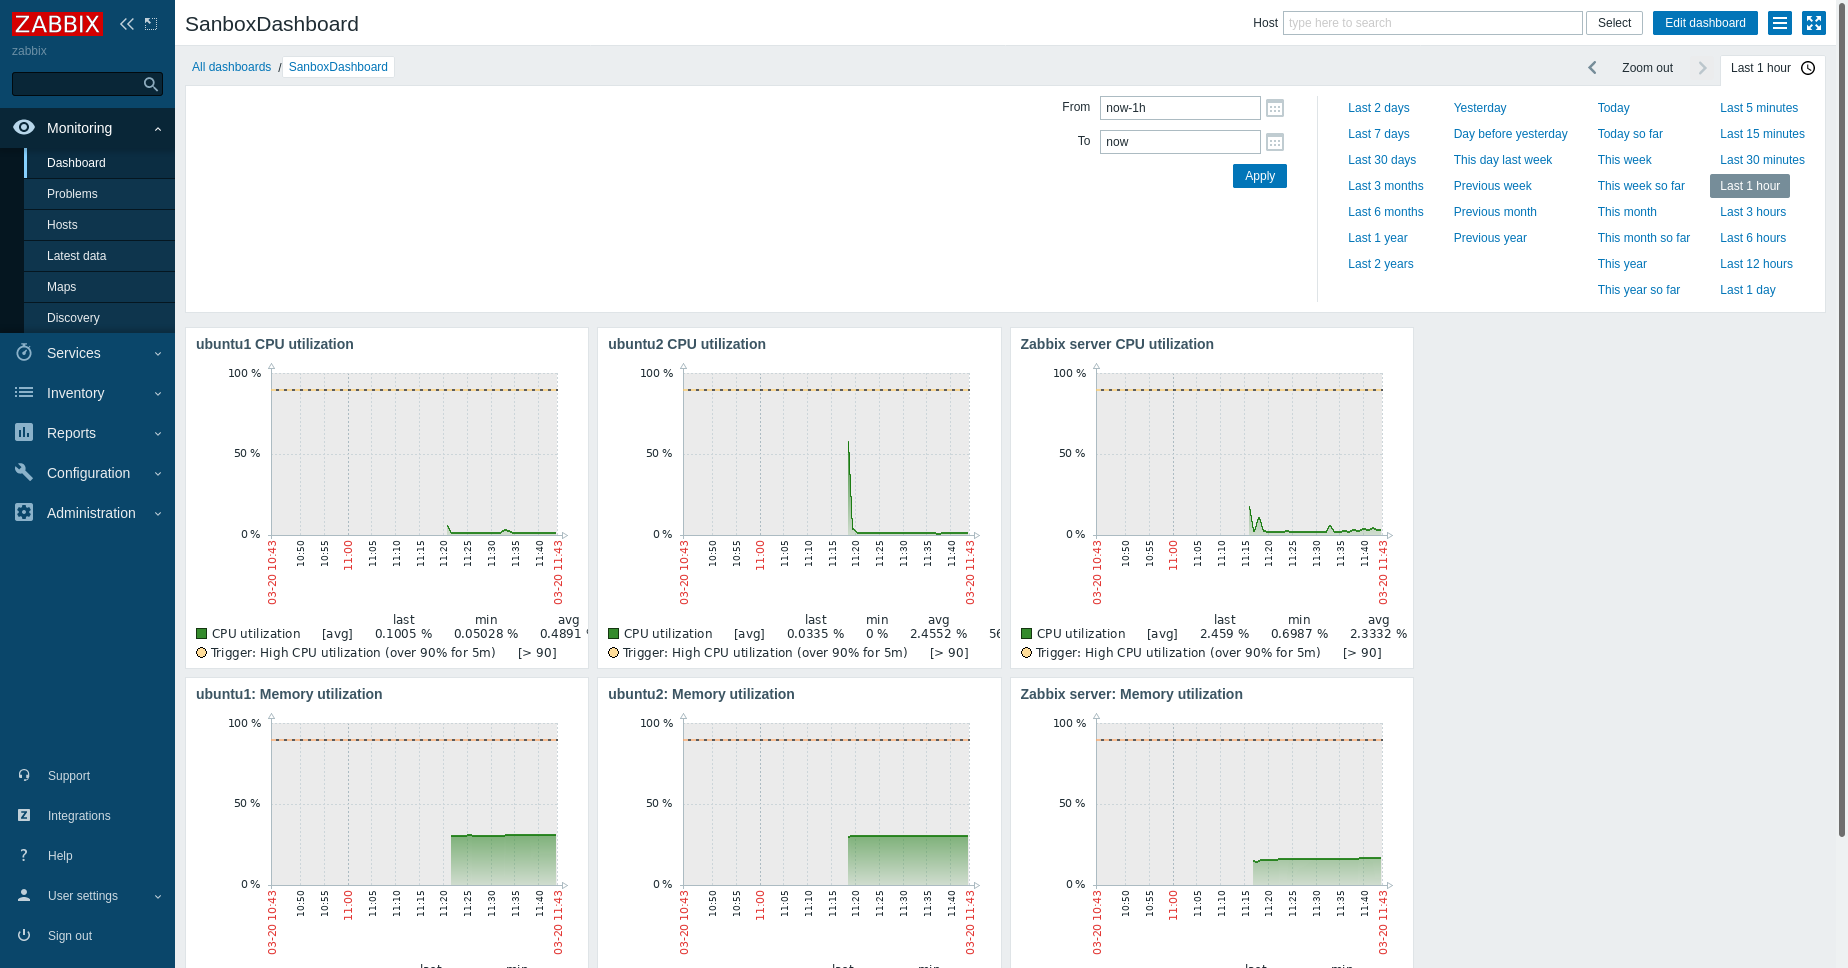 ZABBIX
zabbix
Monitoring
Dashboard
Problems
Hosts
Latest data
Maps
Discovery
Services
Inventory
Reports
Configuration
Administration
Support
Integrations
Help
User settings
Sign out
SanboxDashboard
Host type here to search Select Edit dashboard
All dashboards / SanboxDashboard
Zoom out Last 1 hour
From now-1h
To now
Apply
Last 2 days Yesterday Today Last 5 minutes
Last 7 days Day before yesterday Today so far Last 15 minutes
Last 30 days This day last week This week Last 30 minutes
Last 3 months Previous week This week so far Last 1 hour
Last 6 months Previous month This month Last 3 hours
Last 1 year Previous year This month so far Last 6 hours
Last 2 years This year Last 12 hours
This year so far Last 1 day
ubuntu1 CPU utilization
100 %
50 %
0 %
03-20 10:43 10:50 10:55 11:00 11:05 11:10 11:15 11:20 11:25 11:30 11:35 11:40 03-20 11:43
last min avg
CPU utilization [avg] 0.1005 % 0.05028 % 0.4891 %
Trigger: High CPU utilization (over 90% for 5m) [> 90]
ubuntu2 CPU utilization
100 %
50 %
0 %
03-20 10:43 10:50 10:55 11:00 11:05 11:10 11:15 11:20 11:25 11:30 11:35 11:40 03-20 11:43
last min avg
CPU utilization [avg] 0.0335 % 0 % 2.4552 %
Trigger: High CPU utilization (over 90% for 5m) [> 90]
Zabbix server CPU utilization
100 %
50 %
0 %
03-20 10:43 10:50 10:55 11:00 11:05 11:10 11:15 11:20 11:25 11:30 11:35 11:40 03-20 11:43
last min avg
CPU utilization [avg] 2.459 % 0.6987 % 2.3332 %
Trigger: High CPU utilization (over 90% for 5m) [> 90]
ubuntu1: Memory utilization
100 %
50 %
0 %
03-20 10:43 10:50 10:55 11:00 11:05 11:10 11:15 11:20 11:25 11:30 11:35 11:40 03-20 11:43
ubuntu2: Memory utilization
100 %
50 %
0 %
03-20 10:43 10:50 10:55 11:00 11:05 11:10 11:15 11:20 11:25 11:30 11:35 11:40 03-20 11:43
Zabbix server: Memory utilization
100 %
50 %
0 %
03-20 10:43 10:50 10:55 11:00 11:05 11:10 11:15 11:20 11:25 11:30 11:35 11:40 03-20 11:43